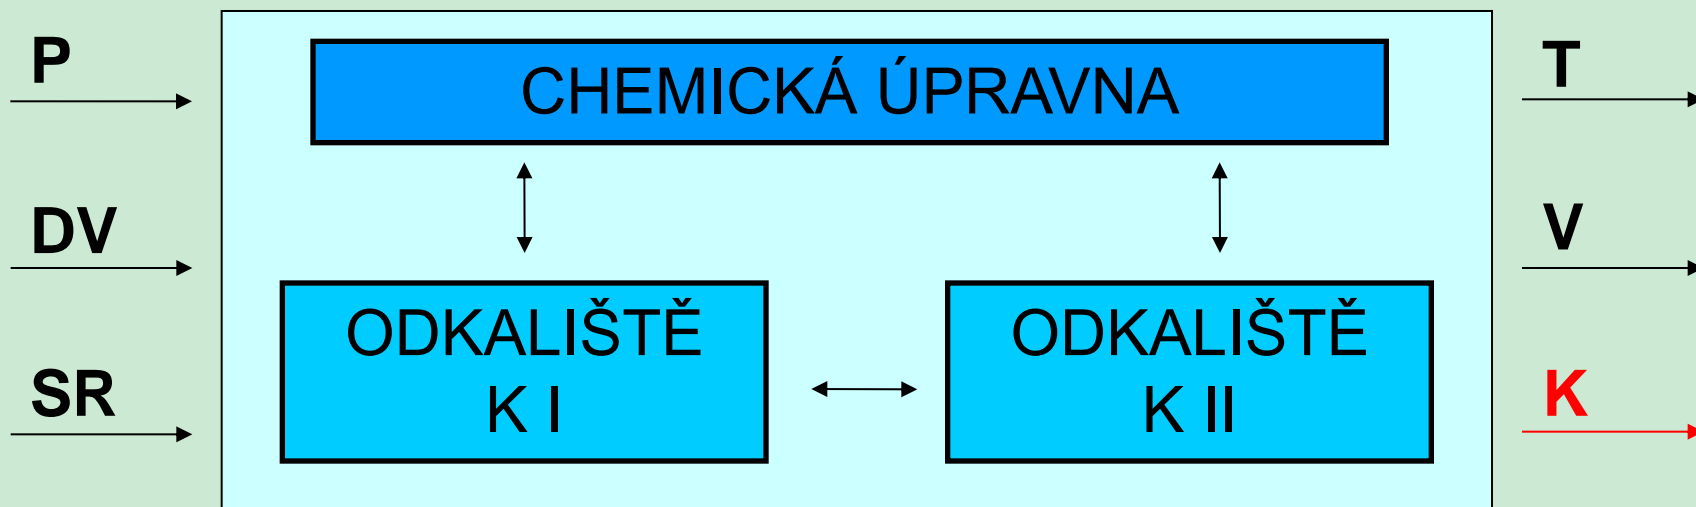 P
DV
SR
CHEMICKÁ ÚPRAVNA
ODKALIŠTĚ
K I
ODKALIŠTĚ
K II
T
V
K